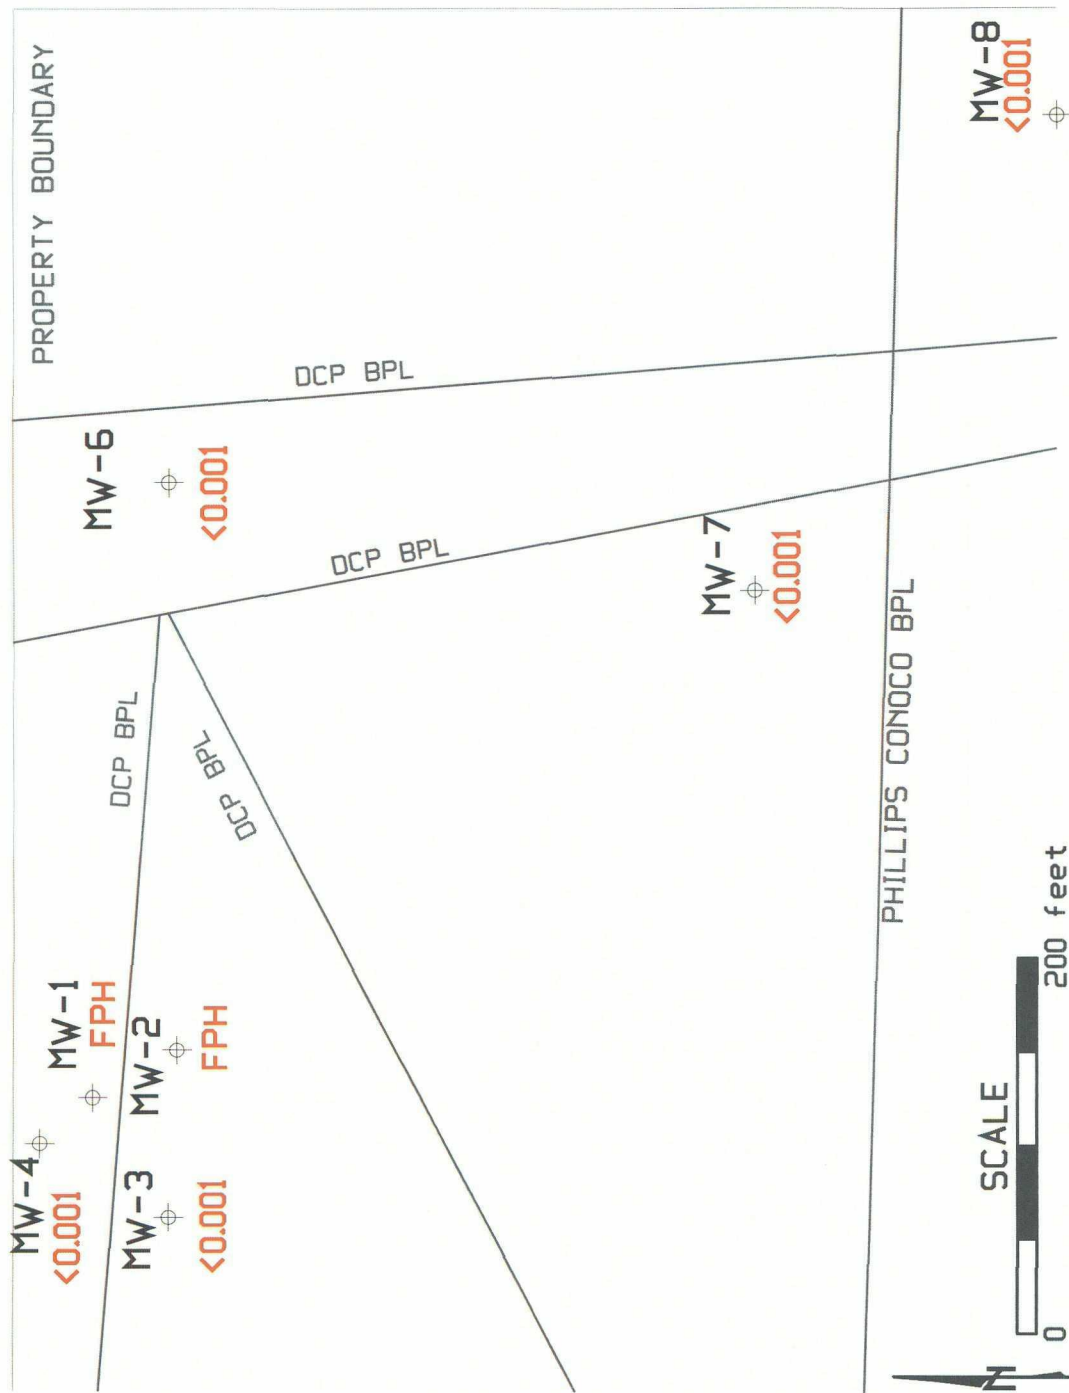 MW-4
<0.001
MW-1
FPH
MW-3
<0.001
MW-2
FPH
DCP BPL
DCP BPL
MW-6
<0.001
DCP BPL
DCP BPL
PROPERTY BOUNDARY
MW-7
<0.001
PHILLIPS CONOCO BPL
MW-8
<0.001
N
SCALE
0
200 feet